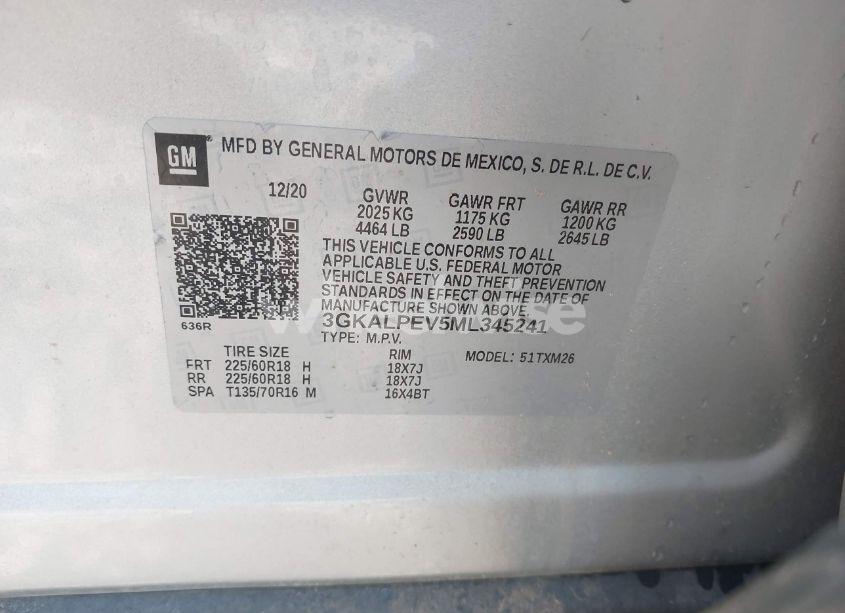 GM
MFD BY GENERAL MOTORS DE MEXICO, S. DE R.L. DE C.V.
12/20 GVWR GAWR FRT GAWR RR
2025 KG 1175 KG 1200 KG
4464 LB 2590 LB 2645 LB
THIS VEHICLE CONFORMS TO ALL
APPLICABLE U.S. FEDERAL MOTOR
VEHICLE SAFETY AND THEFT PREVENTION
STANDARDS IN EFFECT ON THE DATE OF
MANUFACTURE SHOWN ABOVE.
636R
3GKALPEV5ML345241
TYPE: M.P.V. MODEL: 51TXM26
TIRE SIZE RIM
FRT 225/60R18 H 18X7J
RR 225/60R18 H 18X7J
SPA T135/70R16 M 16X4BT